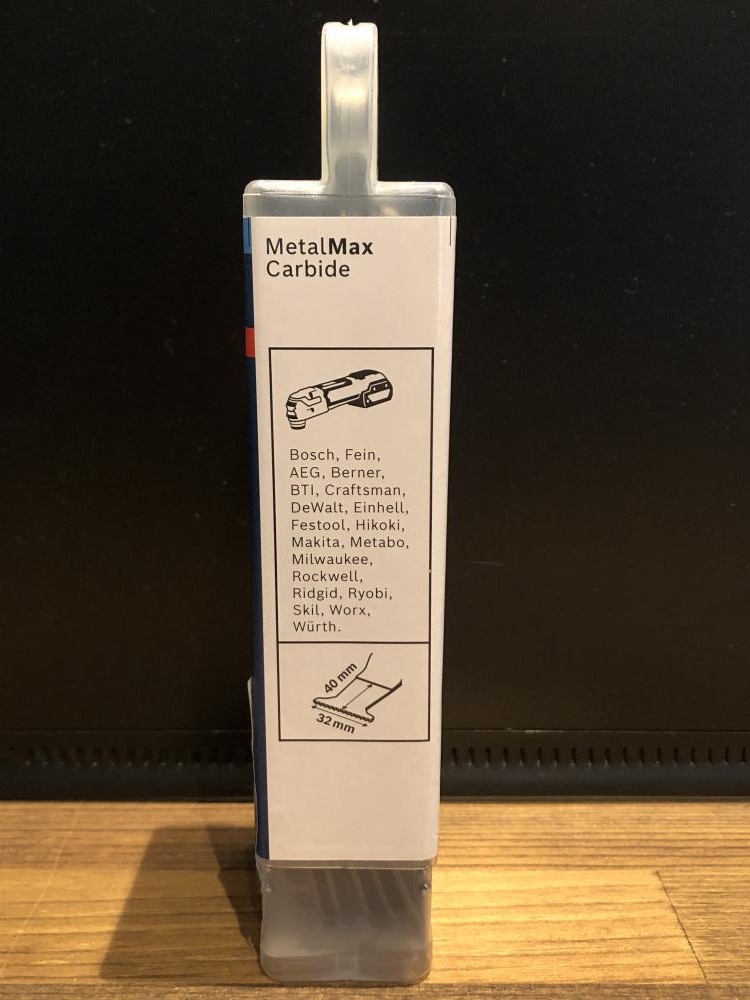 MetalMax
Carbide
Bosch, Fein,
AEG, Berner,
BTI, Craftsman,
DeWalt, Einhell,
Festool, Hikoki,
Makita, Metabo,
Milwaukee,
Rockwell,
Ridgid, Ryobi,
Skil, Worx,
Würth.
40 mm
32 mm